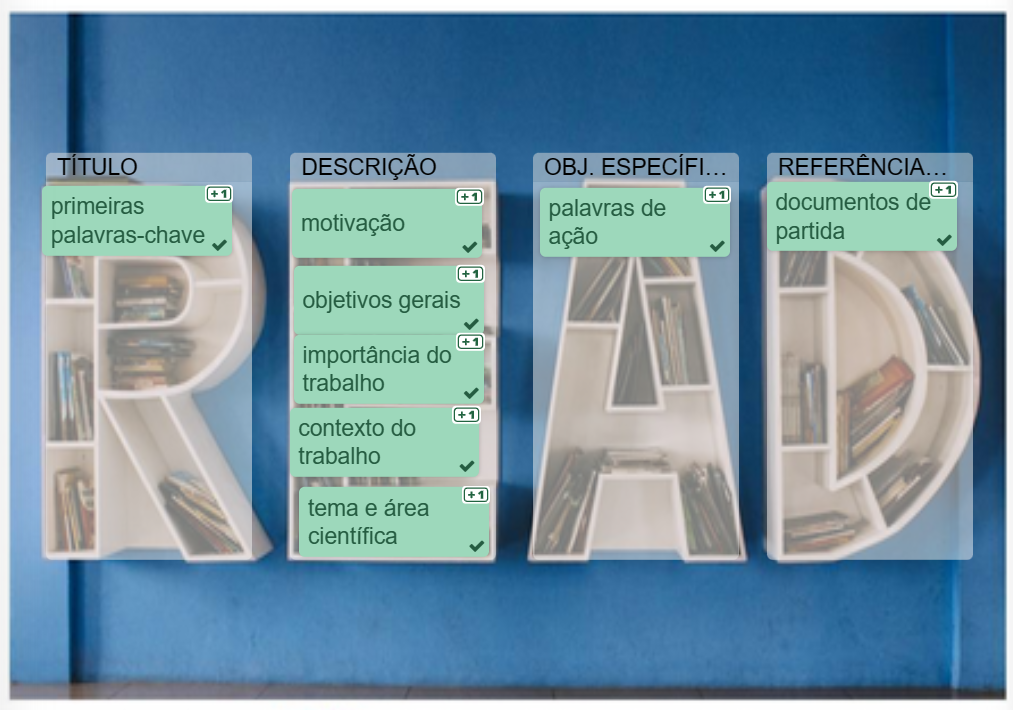 TÍTULO
primeiras
palavras-chave
+1
DESCRIÇÃO
motivação
+1
objetivos gerais
+1
importância do
trabalho
+1
contexto do
trabalho
+1
tema e área
científica
+1
OBJ. ESPECÍFI...
palavras de
ação
+1
REFERÊNCIA...
documentos de
partida
+1